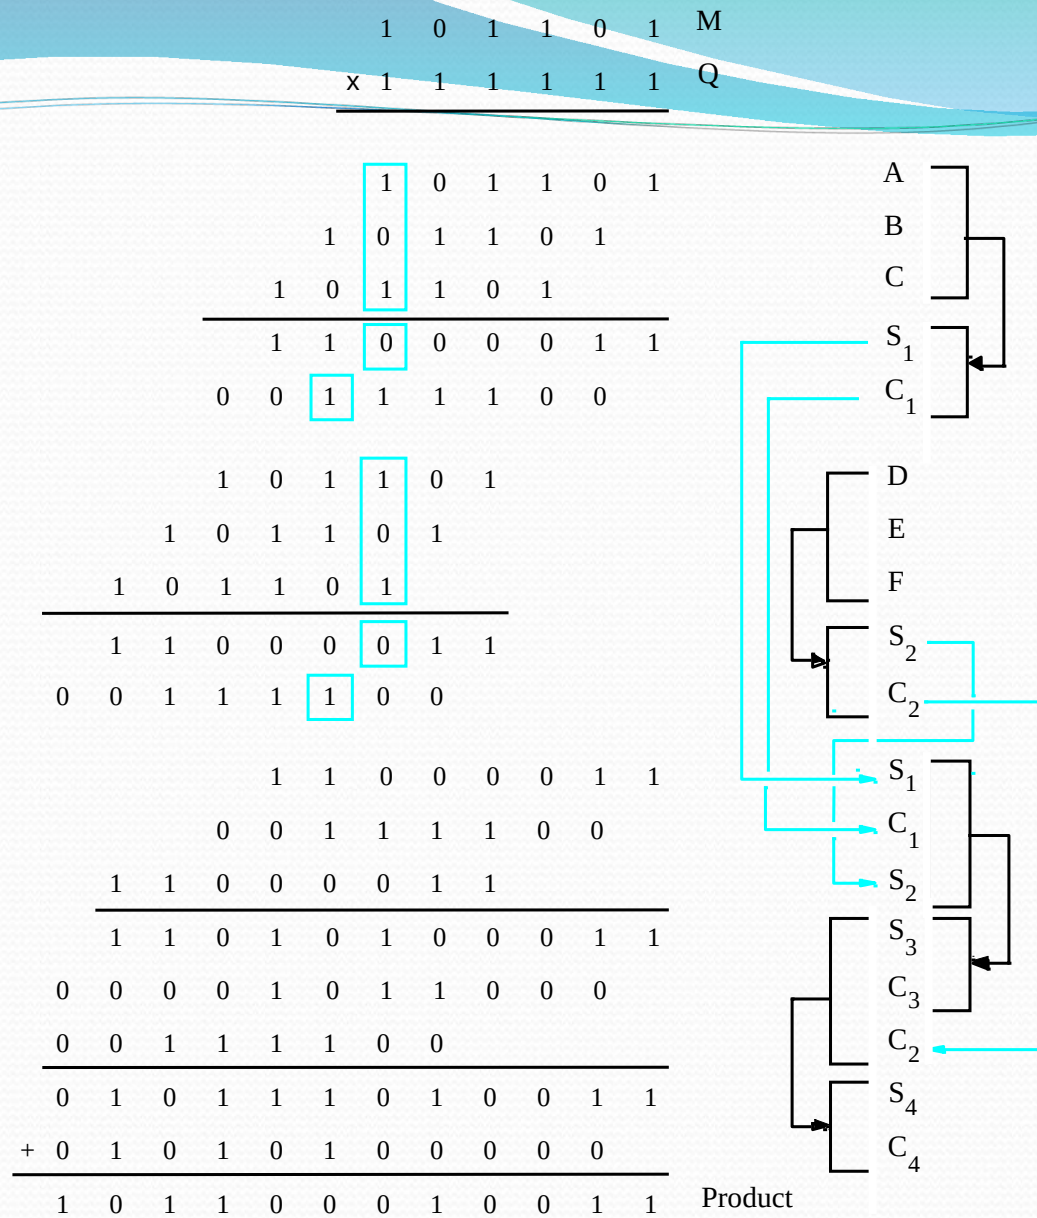 1 0 1 1 0 1 M
x 1 1 1 1 1 1 Q
1 0 1 1 0 1 A
1 0 1 1 0 1 B
1 0 1 1 0 1 C
1 1 0 0 0 0 1 1 S1
0 0 1 1 1 1 0 0 C1
1 0 1 1 0 1 D
1 0 1 1 0 1 E
1 0 1 1 0 1 F
1 1 0 0 0 0 1 1 S2
0 0 1 1 1 1 0 0 C2
1 1 0 0 0 0 1 1 S1
0 0 1 1 1 1 0 0 C1
1 1 0 0 0 0 1 1 S2
1 1 0 1 0 1 0 0 0 1 1 S3
0 0 0 0 1 0 1 1 0 0 0 C3
0 0 1 1 1 1 0 0 C2
0 1 0 1 1 1 0 1 0 0 1 1 S4
+ 0 1 0 1 0 1 0 0 0 0 0 C4
1 0 1 1 0 0 0 1 0 0 1 1 Product